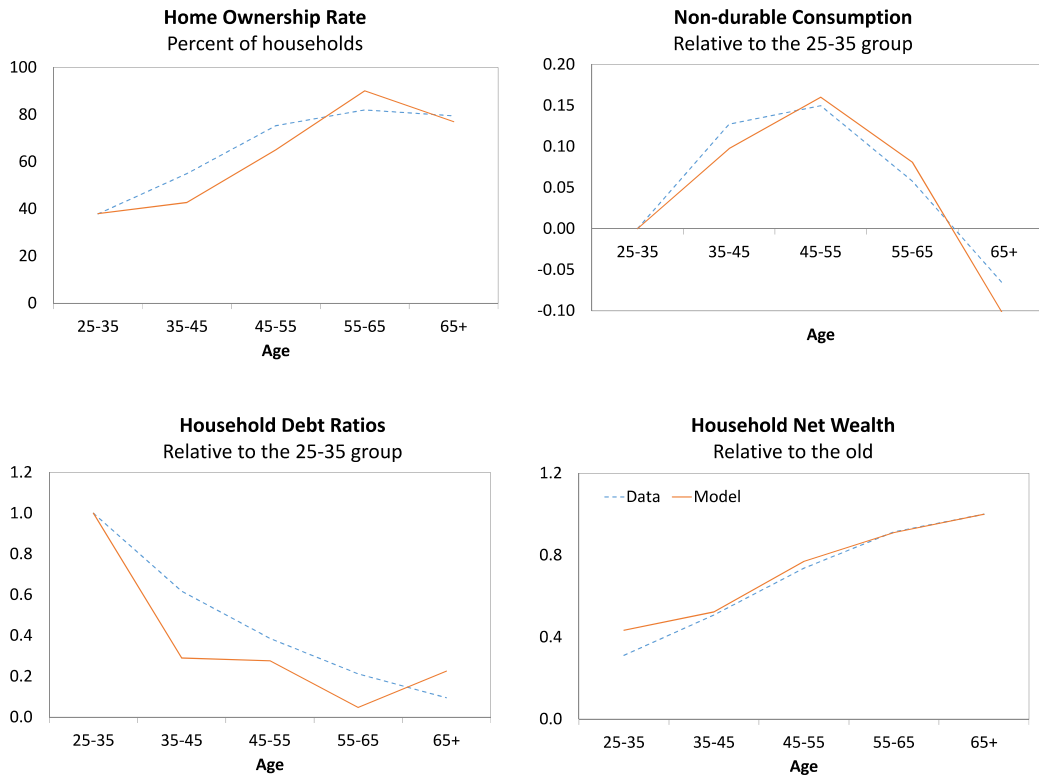 Home Ownership Rate
Percent of households
100
80
60
40
20
0
25-35 35-45 45-55 55-65 65+
Age
Non-durable Consumption
Relative to the 25-35 group
0.20
0.15
0.10
0.05
0.00
25-35 35-45 45-55 55-65 65+
-0.05
-0.10
Age
Household Debt Ratios
Relative to the 25-35 group
1.2
1.0
0.8
0.6
0.4
0.2
0.0
25-35 35-45 45-55 55-65 65+
Age
Household Net Wealth
Relative to the old
1.2
Data Model
0.8
0.4
0.0
25-35 35-45 45-55 55-65 65+
Age